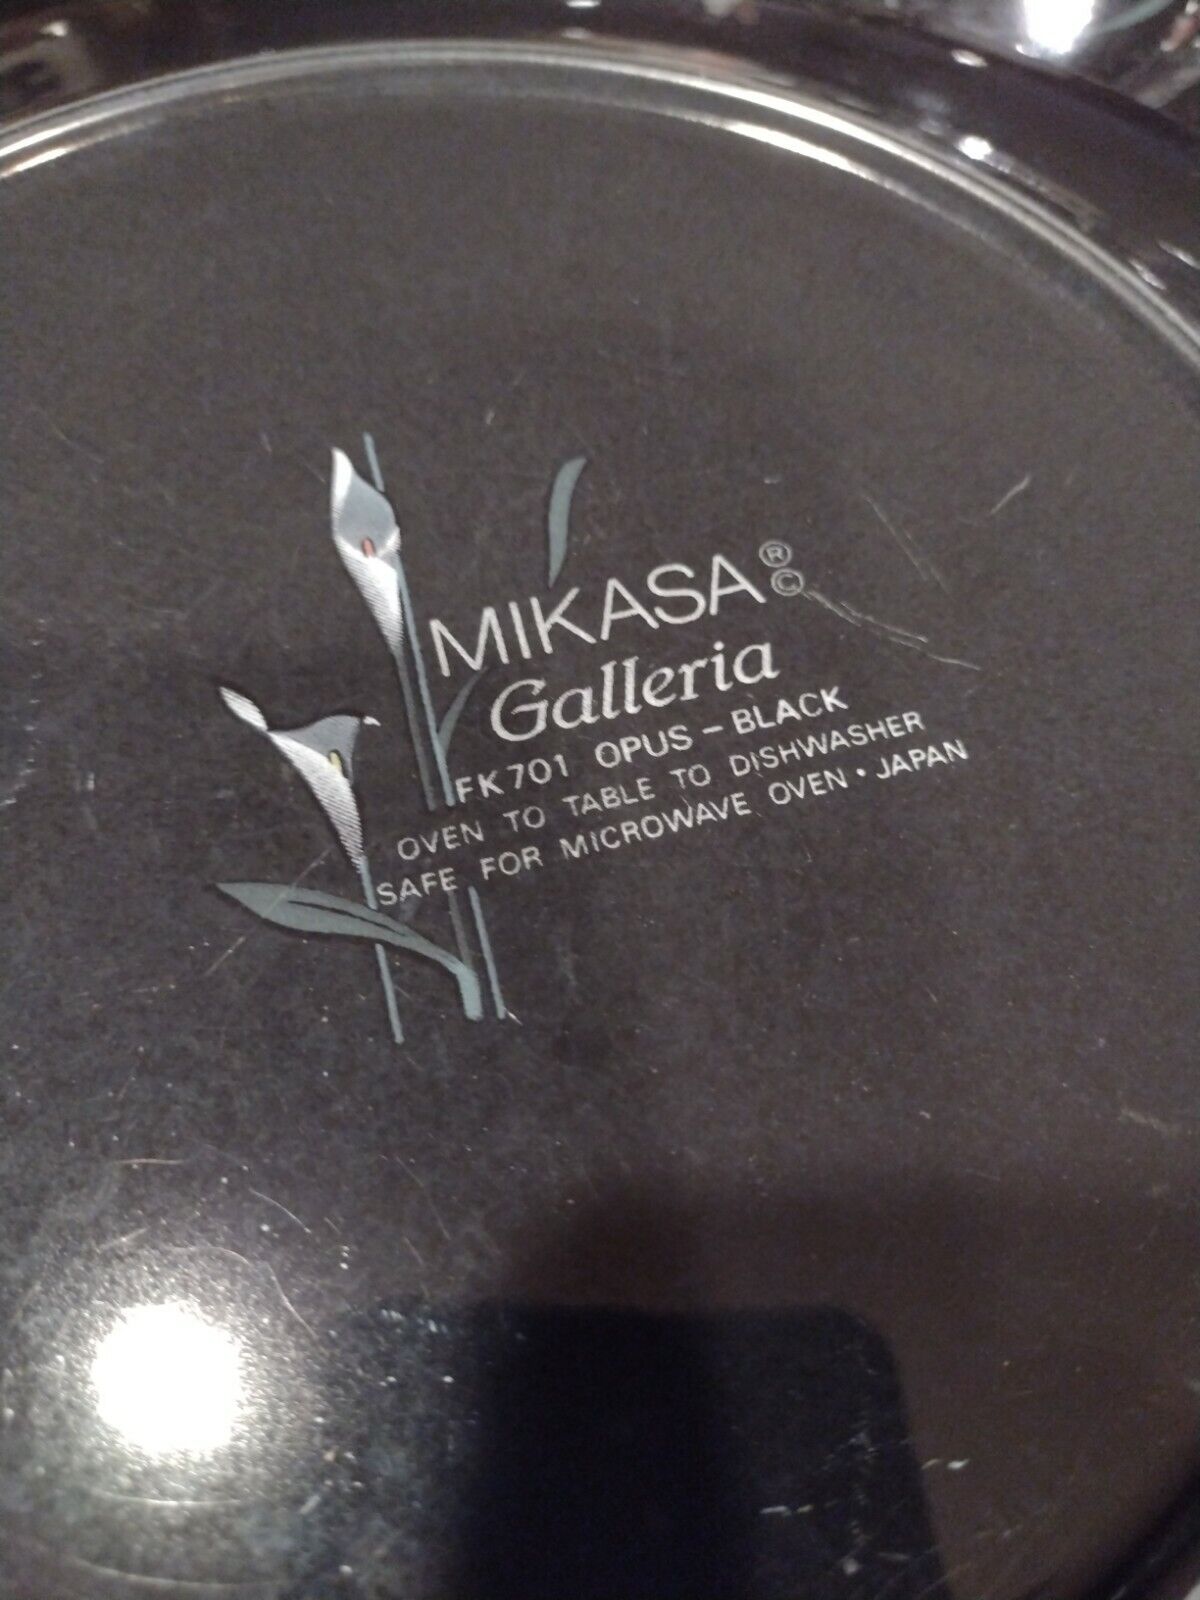 MIKASA ® ©
Galleria
FK701 OPUS – BLACK
OVEN TO TABLE TO DISHWASHER
SAFE FOR MICROWAVE OVEN • JAPAN